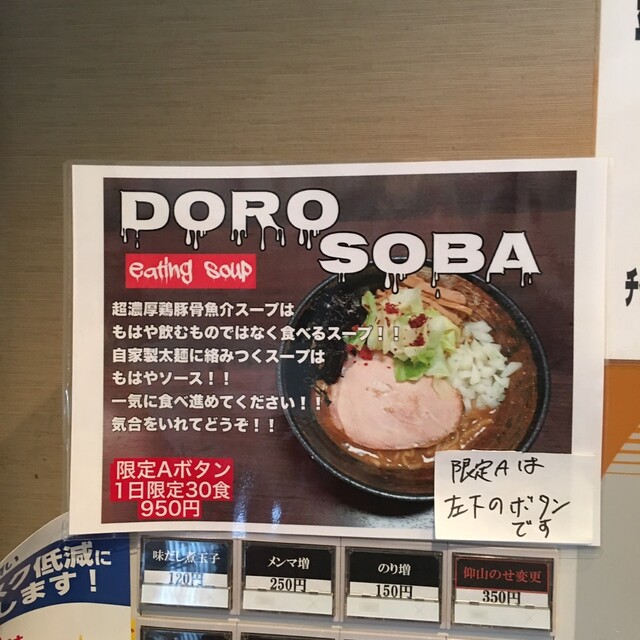 DORO
SOBA
eating soup
超濃厚鶏豚骨魚介スープは
もはや飲むものではなく食べるスープ！！
自家製太麺に絡みつくスープは
もはやソース！！
一気に食べ進めてください！！
気合をいれてどうぞ！！
限定Aボタン
1日限定30食
950円
限定Aは
左下のボタン
です
味だし煮玉子
120円
メンマ増
250円
のり増
150円
仰山のせ変更
350円
低減に
します！